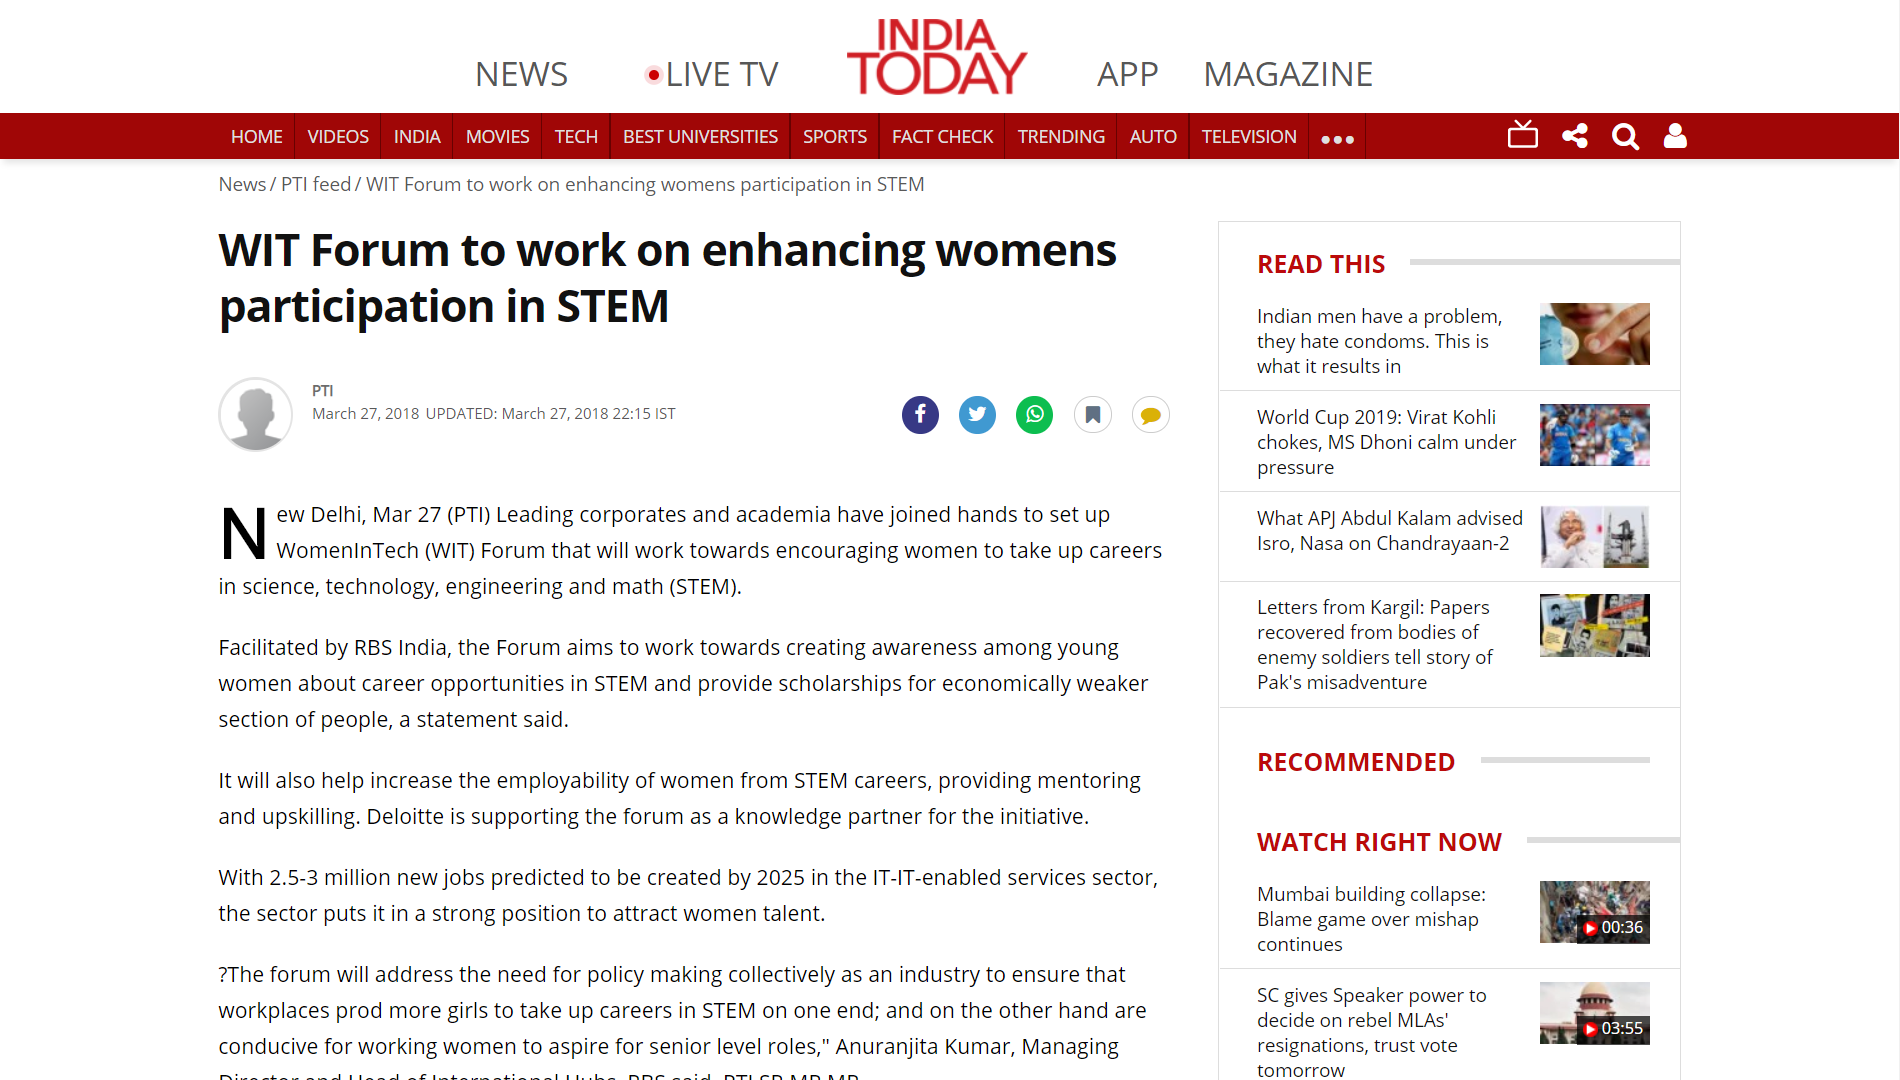 INDIA
TODAY
NEWS
LIVE TV
APP
MAGAZINE
HOME
VIDEOS
INDIA
MOVIES
TECH
BEST UNIVERSITIES
SPORTS
FACT CHECK
TRENDING
AUTO
TELEVISION
News / PTI feed / WIT Forum to work on enhancing womens participation in STEM
WIT Forum to work on enhancing womens
participation in STEM
PTI
March 27, 2018 UPDATED: March 27, 2018 22:15 IST
New Delhi, Mar 27 (PTI) Leading corporates and academia have joined hands to set up
WomenInTech (WIT) Forum that will work towards encouraging women to take up careers
in science, technology, engineering and math (STEM).
Facilitated by RBS India, the Forum aims to work towards creating awareness among young
women about career opportunities in STEM and provide scholarships for economically weaker
section of people, a statement said.
It will also help increase the employability of women from STEM careers, providing mentoring
and upskilling. Deloitte is supporting the forum as a knowledge partner for the initiative.
With 2.5-3 million new jobs predicted to be created by 2025 in the IT-IT-enabled services sector,
the sector puts it in a strong position to attract women talent.
?The forum will address the need for policy making collectively as an industry to ensure that
workplaces prod more girls to take up careers in STEM on one end; and on the other hand are
conducive for working women to aspire for senior level roles," Anuranjita Kumar, Managing
Director and Head of International Hubs, RBS said. PTI SR MR MR
READ THIS
Indian men have a problem,
they hate condoms. This is
what it results in
World Cup 2019: Virat Kohli
chokes, MS Dhoni calm under
pressure
What APJ Abdul Kalam advised
Isro, Nasa on Chandrayaan-2
Letters from Kargil: Papers
recovered from bodies of
enemy soldiers tell story of
Pak's misadventure
RECOMMENDED
WATCH RIGHT NOW
Mumbai building collapse:
Blame game over mishap
continues
00:36
SC gives Speaker power to
decide on rebel MLAs'
resignations, trust vote
tomorrow
03:55